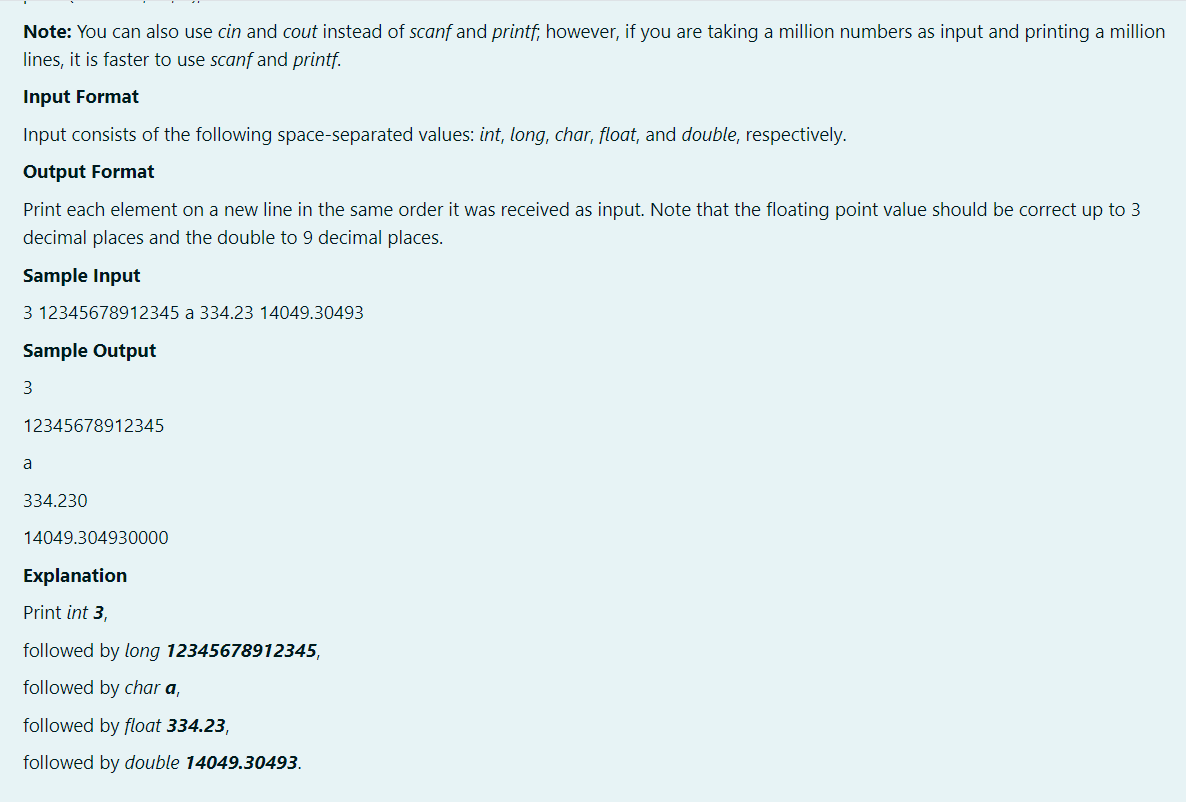 Note: You can also use cin and cout instead of scanf and printf; however, if you are taking a million numbers as input and printing a million
lines, it is faster to use scanf and printf.
Input Format
Input consists of the following space-separated values: int, long, char, float, and double, respectively.
Output Format
Print each element on a new line in the same order it was received as input. Note that the floating point value should be correct up to 3
decimal places and the double to 9 decimal places.
Sample Input
3 12345678912345 a 334.23 14049.30493
Sample Output
3
12345678912345
a
334.230
14049.304930000
Explanation
Print int 3,
followed by long 12345678912345,
followed by char a,
followed by float 334.23,
followed by double 14049.30493.